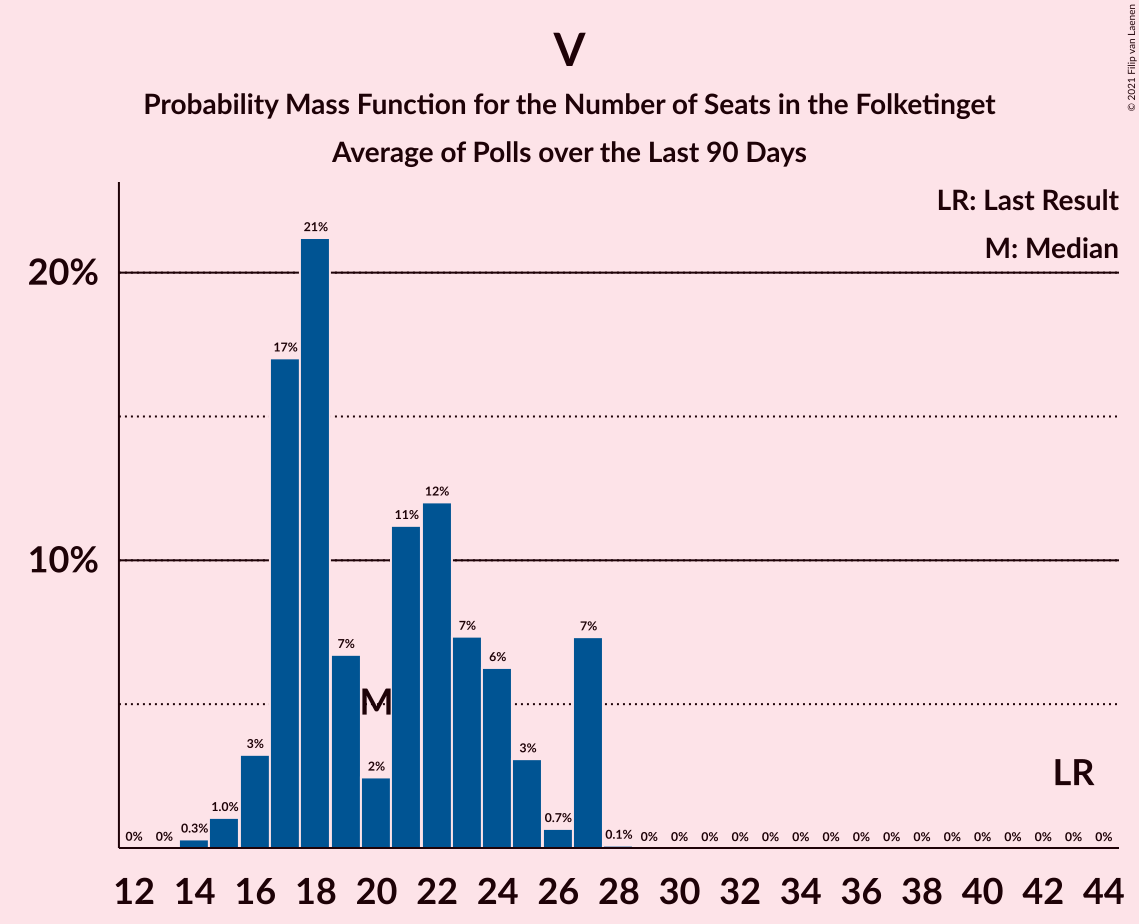 V
Probability Mass Function for the Number of Seats in the Folketinget
Average of Polls over the Last 90 Days
© 2021 Filip van Laenen
LR: Last Result
M: Median
20%
10%
0% 0% 0.3% 1.0% 3% 17% 21% 7% 2% 11% 12% 7% 6% 3% 0.7% 7% 0.1% 0% 0% 0% 0% 0% 0% 0% 0% 0% 0% 0% 0% 0% 0% 0% 0%
M
LR
12 14 16 18 20 22 24 26 28 30 32 34 36 38 40 42 44